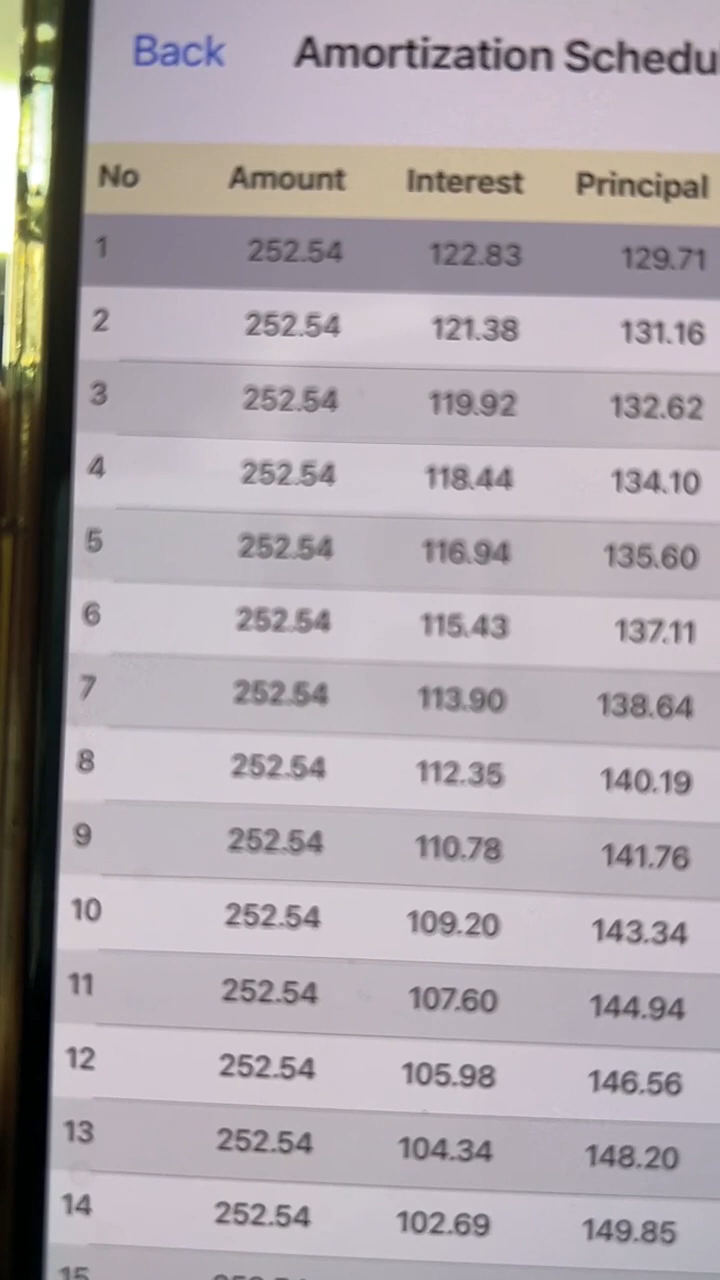 Back Amortization Schedu
No Amount Interest Principal
1 252.54 122.83 129.71
2 252.54 121.38 131.16
3 252.54 119.92 132.62
4 252.54 118.44 134.10
5 252.54 116.94 135.60
6 252.54 115.43 137.11
7 252.54 113.90 138.64
8 252.54 112.35 140.19
9 252.54 110.78 141.76
10 252.54 109.20 143.34
11 252.54 107.60 144.94
12 252.54 105.98 146.56
13 252.54 104.34 148.20
14 252.54 102.69 149.85
15